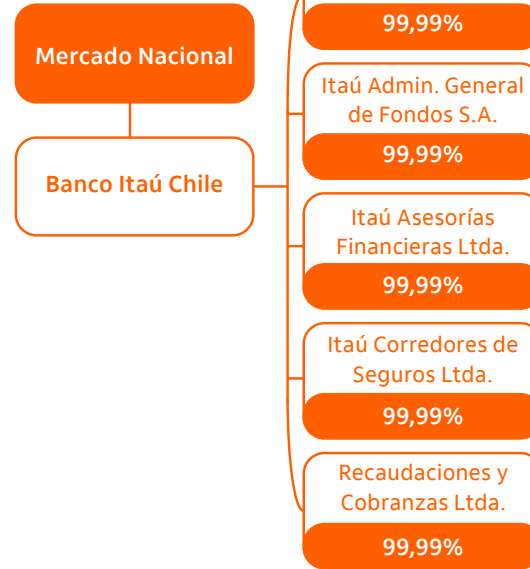 Mercado Nacional
Banco Itaú Chile
99,99%
Itaú Admin. General
de Fondos S.A.
99,99%
Itaú Asesorías
Financieras Ltda.
99,99%
Itaú Corredores de
Seguros Ltda.
99,99%
Recaudaciones y
Cobranzas Ltda.
99,99%